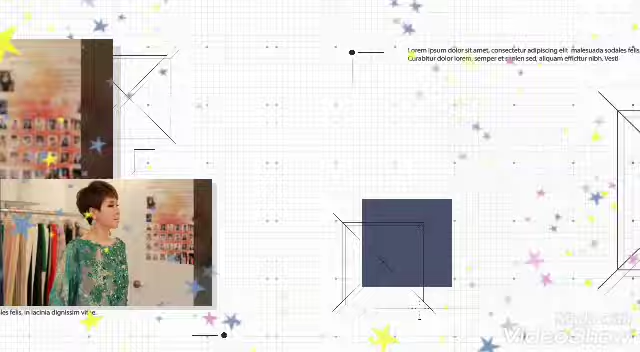 Lorem ipsum dolor sit amet, consectetur adipiscing elit malesuada sodales felis
Curabitur dolor lorem, semper et sapien sed, aliquam efficitur nibh. Vesti
felis, in lacinia dignissim vitae.
Made with
VideoShow